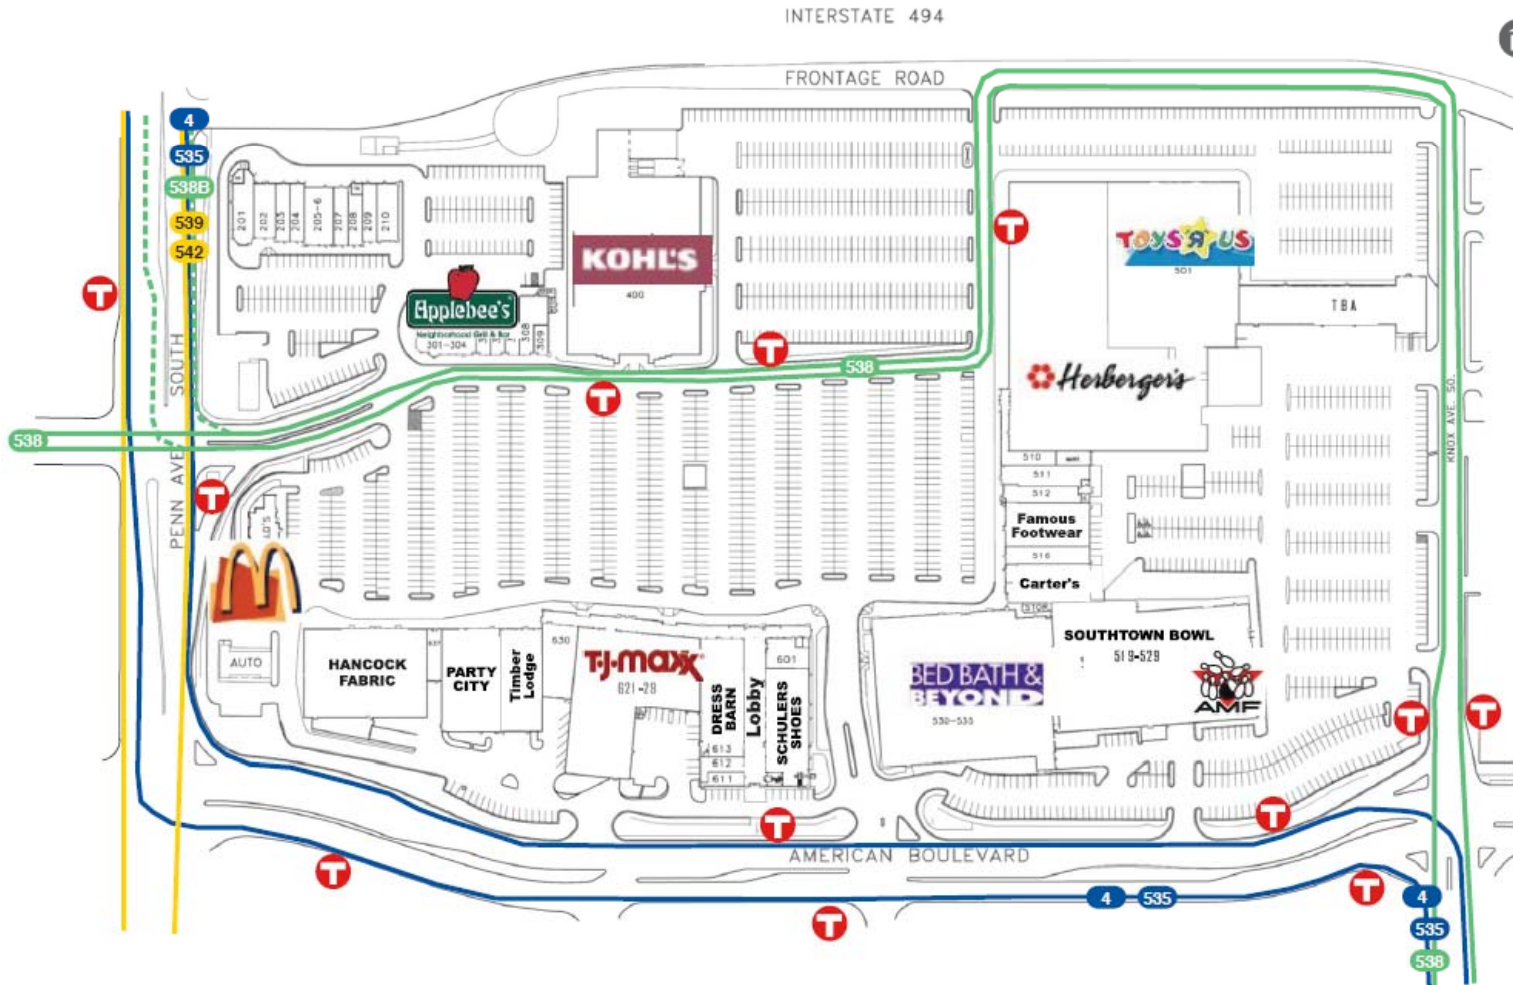 INTERSTATE 494
FRONTAGE ROAD
4
535
538B
539
542
201
202
203
204
205-6
207
208
209
210
KOHL'S
400
Applebee's
Neighborhood Grill & Bar
301-304
308
309
TOYS R US
501
TBA
Herberger's
538
538
PENN AVE SOUTH
KNOX AVE. SO.
510
511
512
Famous
Footwear
516
Carter's
STOR
AUTO
HANCOCK
FABRIC
PARTY
CITY
Timber
Lodge
630
T·J·maxx
621-29
DRESS
BARN
Lobby
601
SCHULERS
SHOES
613
612
611
BED BATH &
BEYOND
530-535
SOUTHTOWN BOWL
519-529
AMF
AMERICAN BOULEVARD
4
535
4
535
538
T
T
T
T
T
T
T
T
T
T
T
T